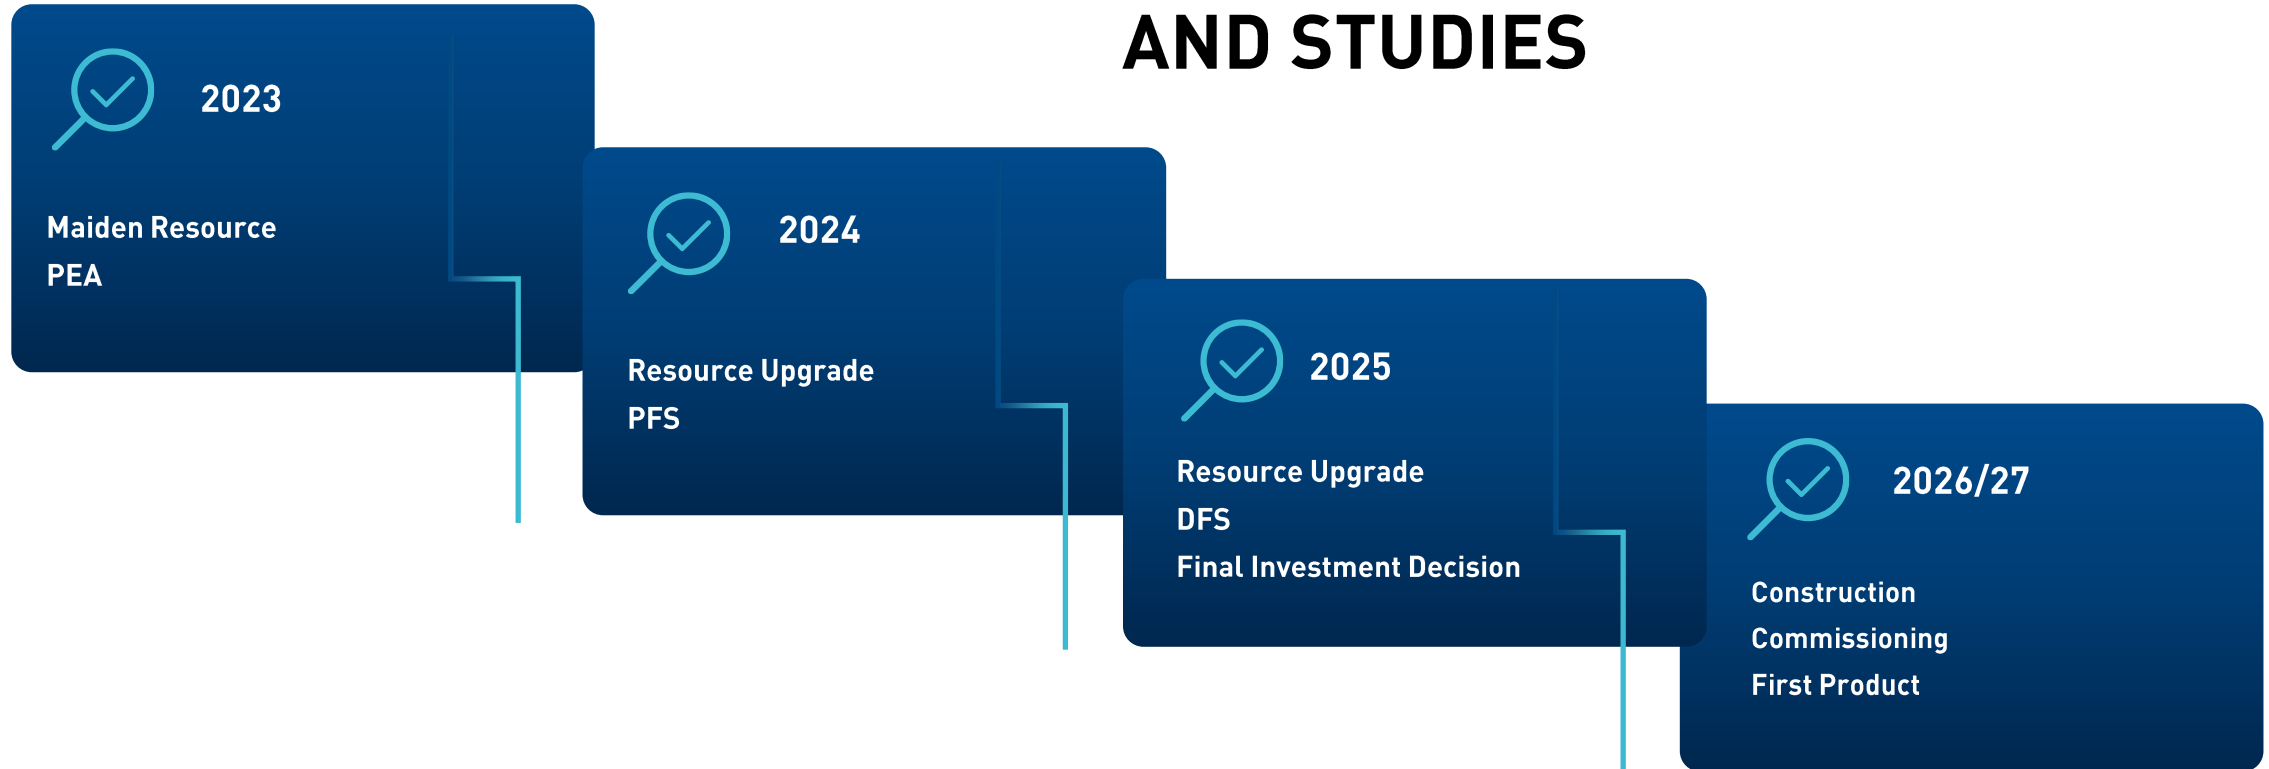 AND STUDIES
2023
Maiden Resource
PEA
2024
Resource Upgrade
PFS
2025
Resource Upgrade
DFS
Final Investment Decision
2026/27
Construction
Commissioning
First Product